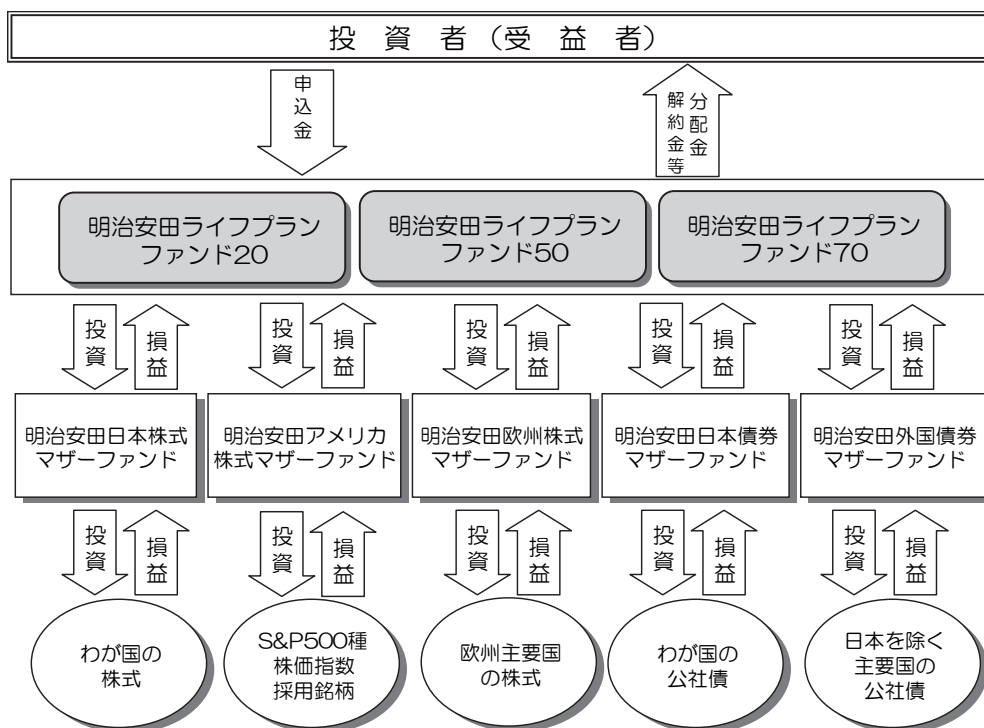 投資者（受益者）
申込金
分配金
解約金等
明治安田ライフプラン
ファンド20
明治安田ライフプラン
ファンド50
明治安田ライフプラン
ファンド70
投資
損益
投資
損益
投資
損益
投資
損益
投資
損益
明治安田日本株式
マザーファンド
明治安田アメリカ
株式マザーファンド
明治安田欧州株式
マザーファンド
明治安田日本債券
マザーファンド
明治安田外国債券
マザーファンド
投資
損益
投資
損益
投資
損益
投資
損益
投資
損益
わが国の
株式
S&P500種
株価指数
採用銘柄
欧州主要国
の株式
わが国の
公社債
日本を除く
主要国の
公社債